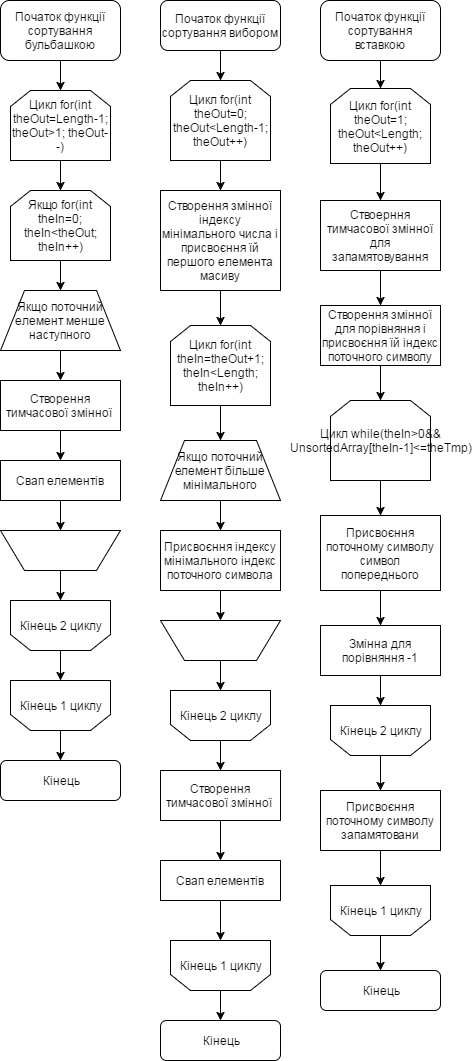 Початок функції
сортування
бульбашкою
Цикл for(int
theOut=Length-1;
theOut>1; theOut-
-)
Якшо for(int
theIn=0;
theIn<theOut;
theIn++)
Якщо поточний
елемент менше
наступного
Створення
тимчасової змінної
Свап елементів
Кінець 2 циклу
Кінець 1 циклу
Кінець
Початок функції
сортування вибором
Цикл for(int
theOut=0;
theOut<Length-1;
theOut++)
Створення змінної
індексу
мінімального числа і
присвоєння їй
першого елемента
масиву
Цикл for(int
theIn=theOut+1;
theIn<Length;
theIn++)
Якщо поточний
елемент більше
мінімального
Присвоєння індексу
мінімального індекс
поточного символа
Кінець 2 циклу
Створення
тимчасової змінної
Свап елементів
Кінець 1 циклу
Кінець
Початок функції
сортування
вставкою
Цикл for(int
theOut=1;
theOut<Length;
theOut++)
Ствоерння
тимчасової змінної
для
запамятовування
Створення змінної
для порівняння і
присвоєння їй індекс
поточного символу
Цикл while(theIn>0&&
UnsortedArray[theIn-1]<=theTmp)
Присвоєння
поточному символу
символ
попереднього
Змінна для
порівняння -1
Кінець 2 циклу
Присвоєння
поточному символу
запамятовани
Кінець 1 циклу
Кінець